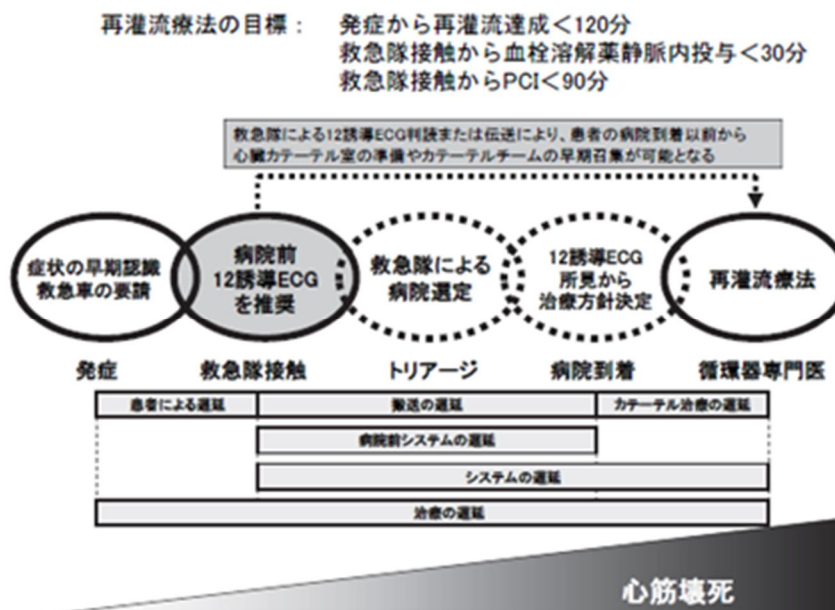 再灌流療法の目標： 発症から再灌流達成＜120分
救急隊接触から血栓溶解薬静脈内投与＜30分
救急隊接触からPCI＜90分
救急隊による12誘導ECG判読または伝送により、患者の病院到着以前から
心臓カテーテル室の準備やカテーテルチームの早期召集が可能となる
症状の早期認識
救急車の要請
病院前
12誘導ECG
を推奨
救急隊による
病院選定
12誘導ECG
所見から
治療方針決定
再灌流療法
発症 救急隊接触 トリアージ 病院到着 循環器専門医
患者による遅延 搬送の遅延 カテーテル治療の遅延
病院前システムの遅延
システムの遅延
治療の遅延
心筋壊死